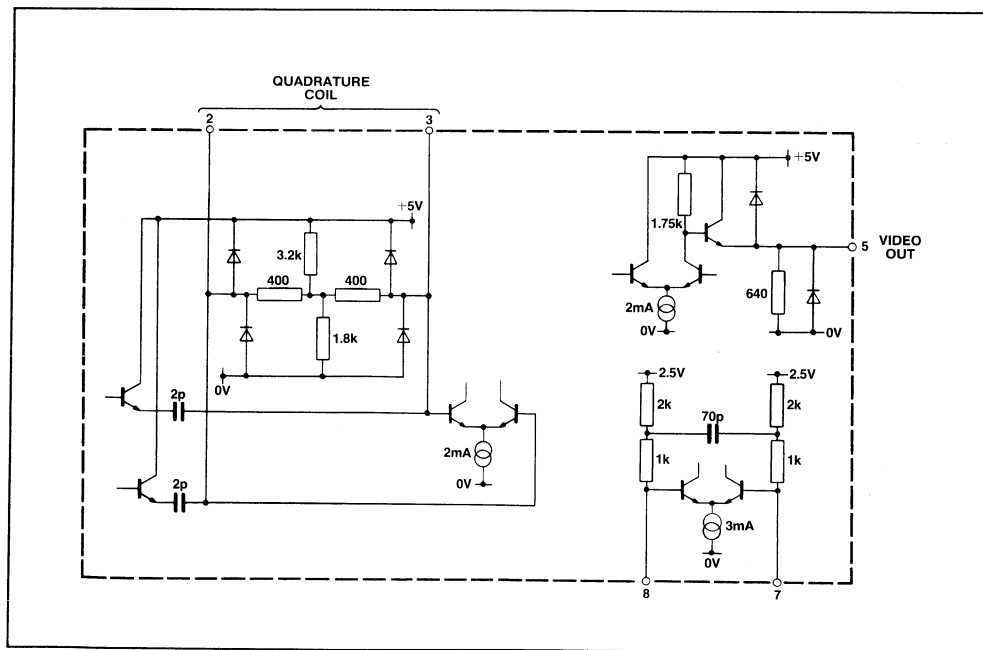 QUADRATURE
COIL
2
3
+5V
3.2k
400
400
1.8k
0V
2p
2p
2mA
0V
+5V
1.75k
5
VIDEO
OUT
640
2mA
0V
0V
2.5V
2.5V
2k
2k
70p
1k
1k
3mA
0V
8
7